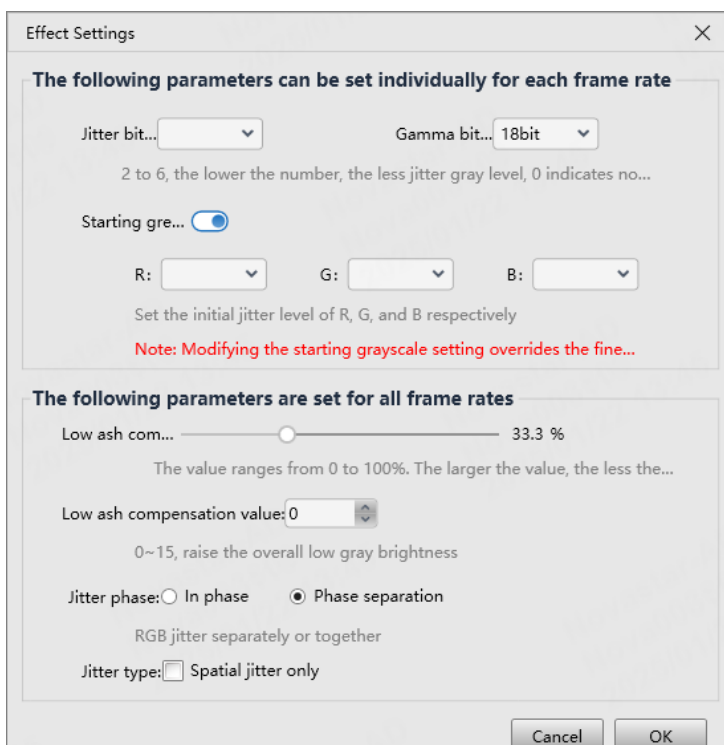 Effect Settings
The following parameters can be set individually for each frame rate
Jitter bit... Gamma bit... 18bit
2 to 6, the lower the number, the less jitter gray level, 0 indicates no...
Starting gre...
R: G: B:
Set the initial jitter level of R, G, and B respectively
Note: Modifying the starting grayscale setting overrides the fine...
The following parameters are set for all frame rates
Low ash com... 33.3 %
The value ranges from 0 to 100%. The larger the value, the less the...
Low ash compensation value: 0
0~15, raise the overall low gray brightness
Jitter phase: In phase Phase separation
RGB jitter separately or together
Jitter type: Spatial jitter only
Cancel OK